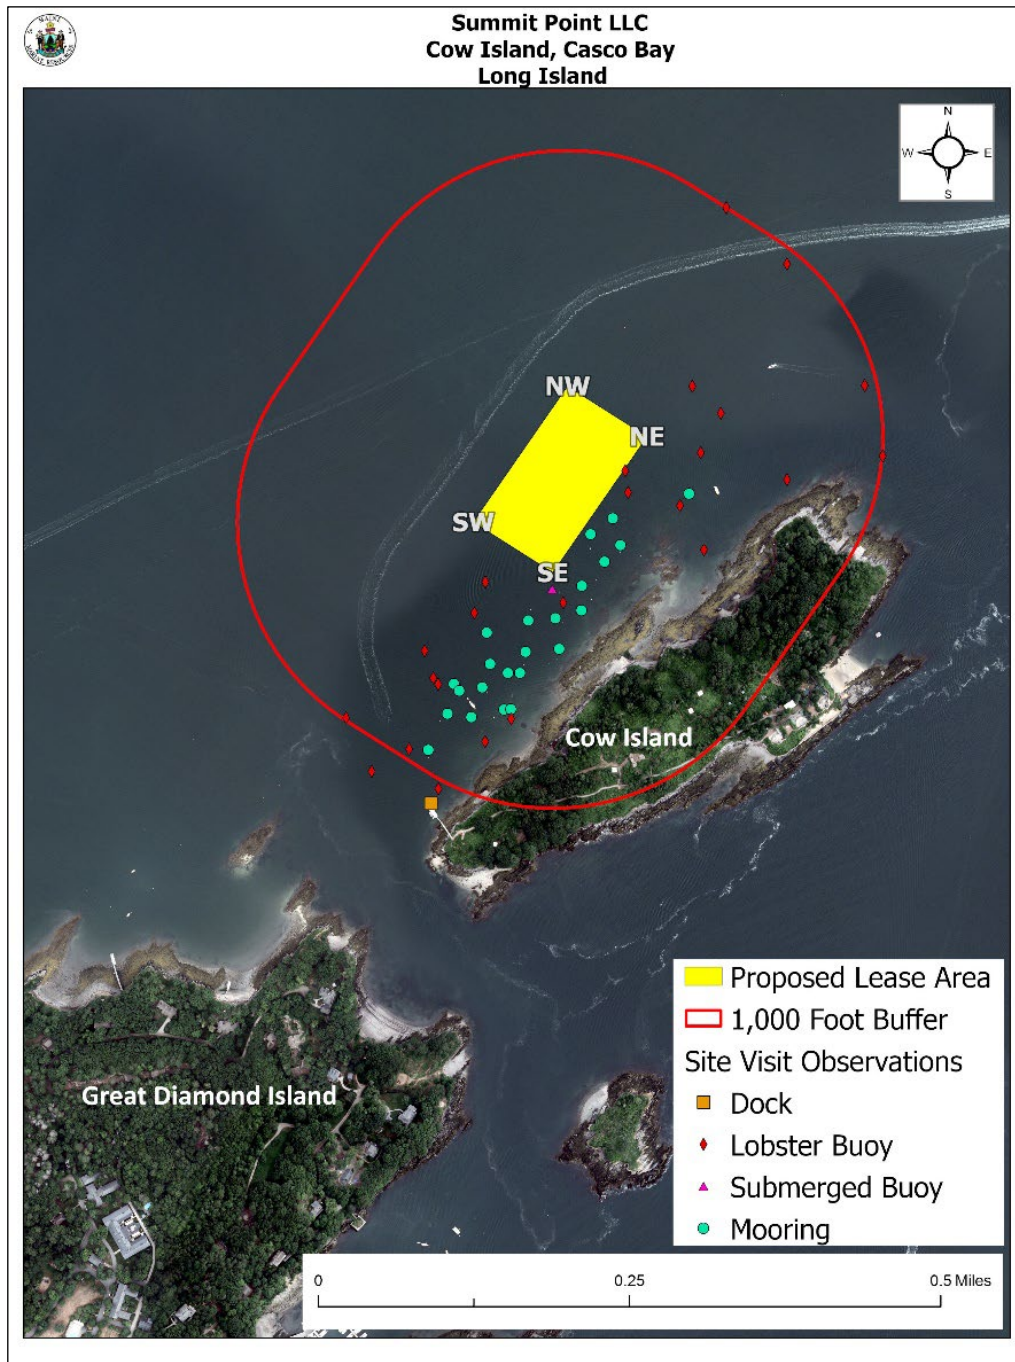 Summit Point LLC
Cow Island, Casco Bay
Long Island
N
W E
S
NW
NE
SW
SE
Cow Island
Great Diamond Island
Proposed Lease Area
1,000 Foot Buffer
Site Visit Observations
Dock
Lobster Buoy
Submerged Buoy
Mooring
0 0.25 0.5 Miles